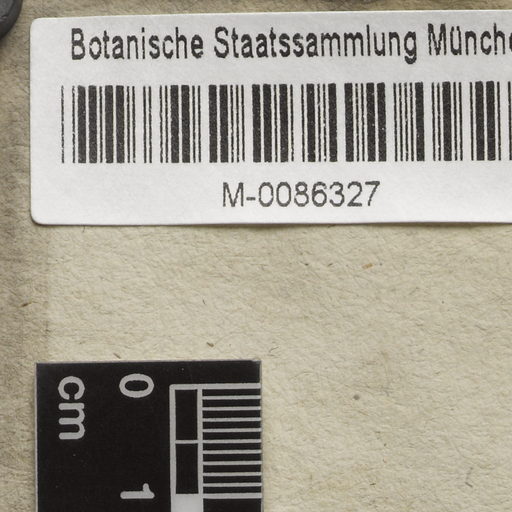 Botanische Staatssammlung Münche
M-0086327
cm
0
1